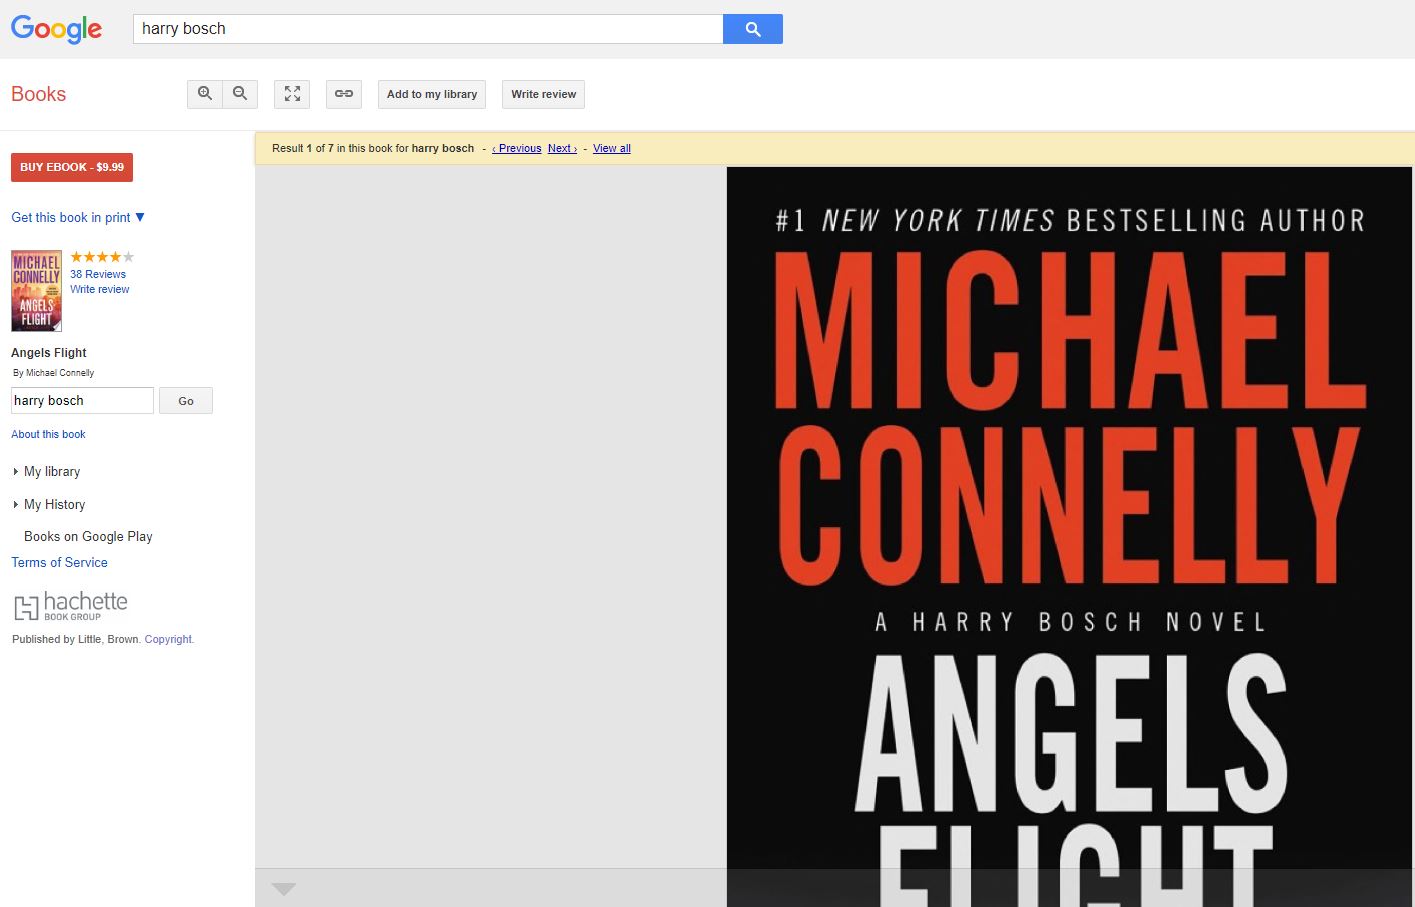 Google
harry bosch
Books
Add to my library
Write review
Result 1 of 7 in this book for harry bosch - ‹ Previous Next › - View all
BUY EBOOK - $9.99
Get this book in print ▼
MICHAEL
CONNELLY
ANGELS
FLIGHT
38 Reviews
Write review
Angels Flight
By Michael Connelly
harry bosch
Go
About this book
My library
My History
Books on Google Play
Terms of Service
hachette
BOOK GROUP
Published by Little, Brown. Copyright.
#1 NEW YORK TIMES BESTSELLING AUTHOR
MICHAEL
CONNELLY
A HARRY BOSCH NOVEL
ANGELS
FLIGHT